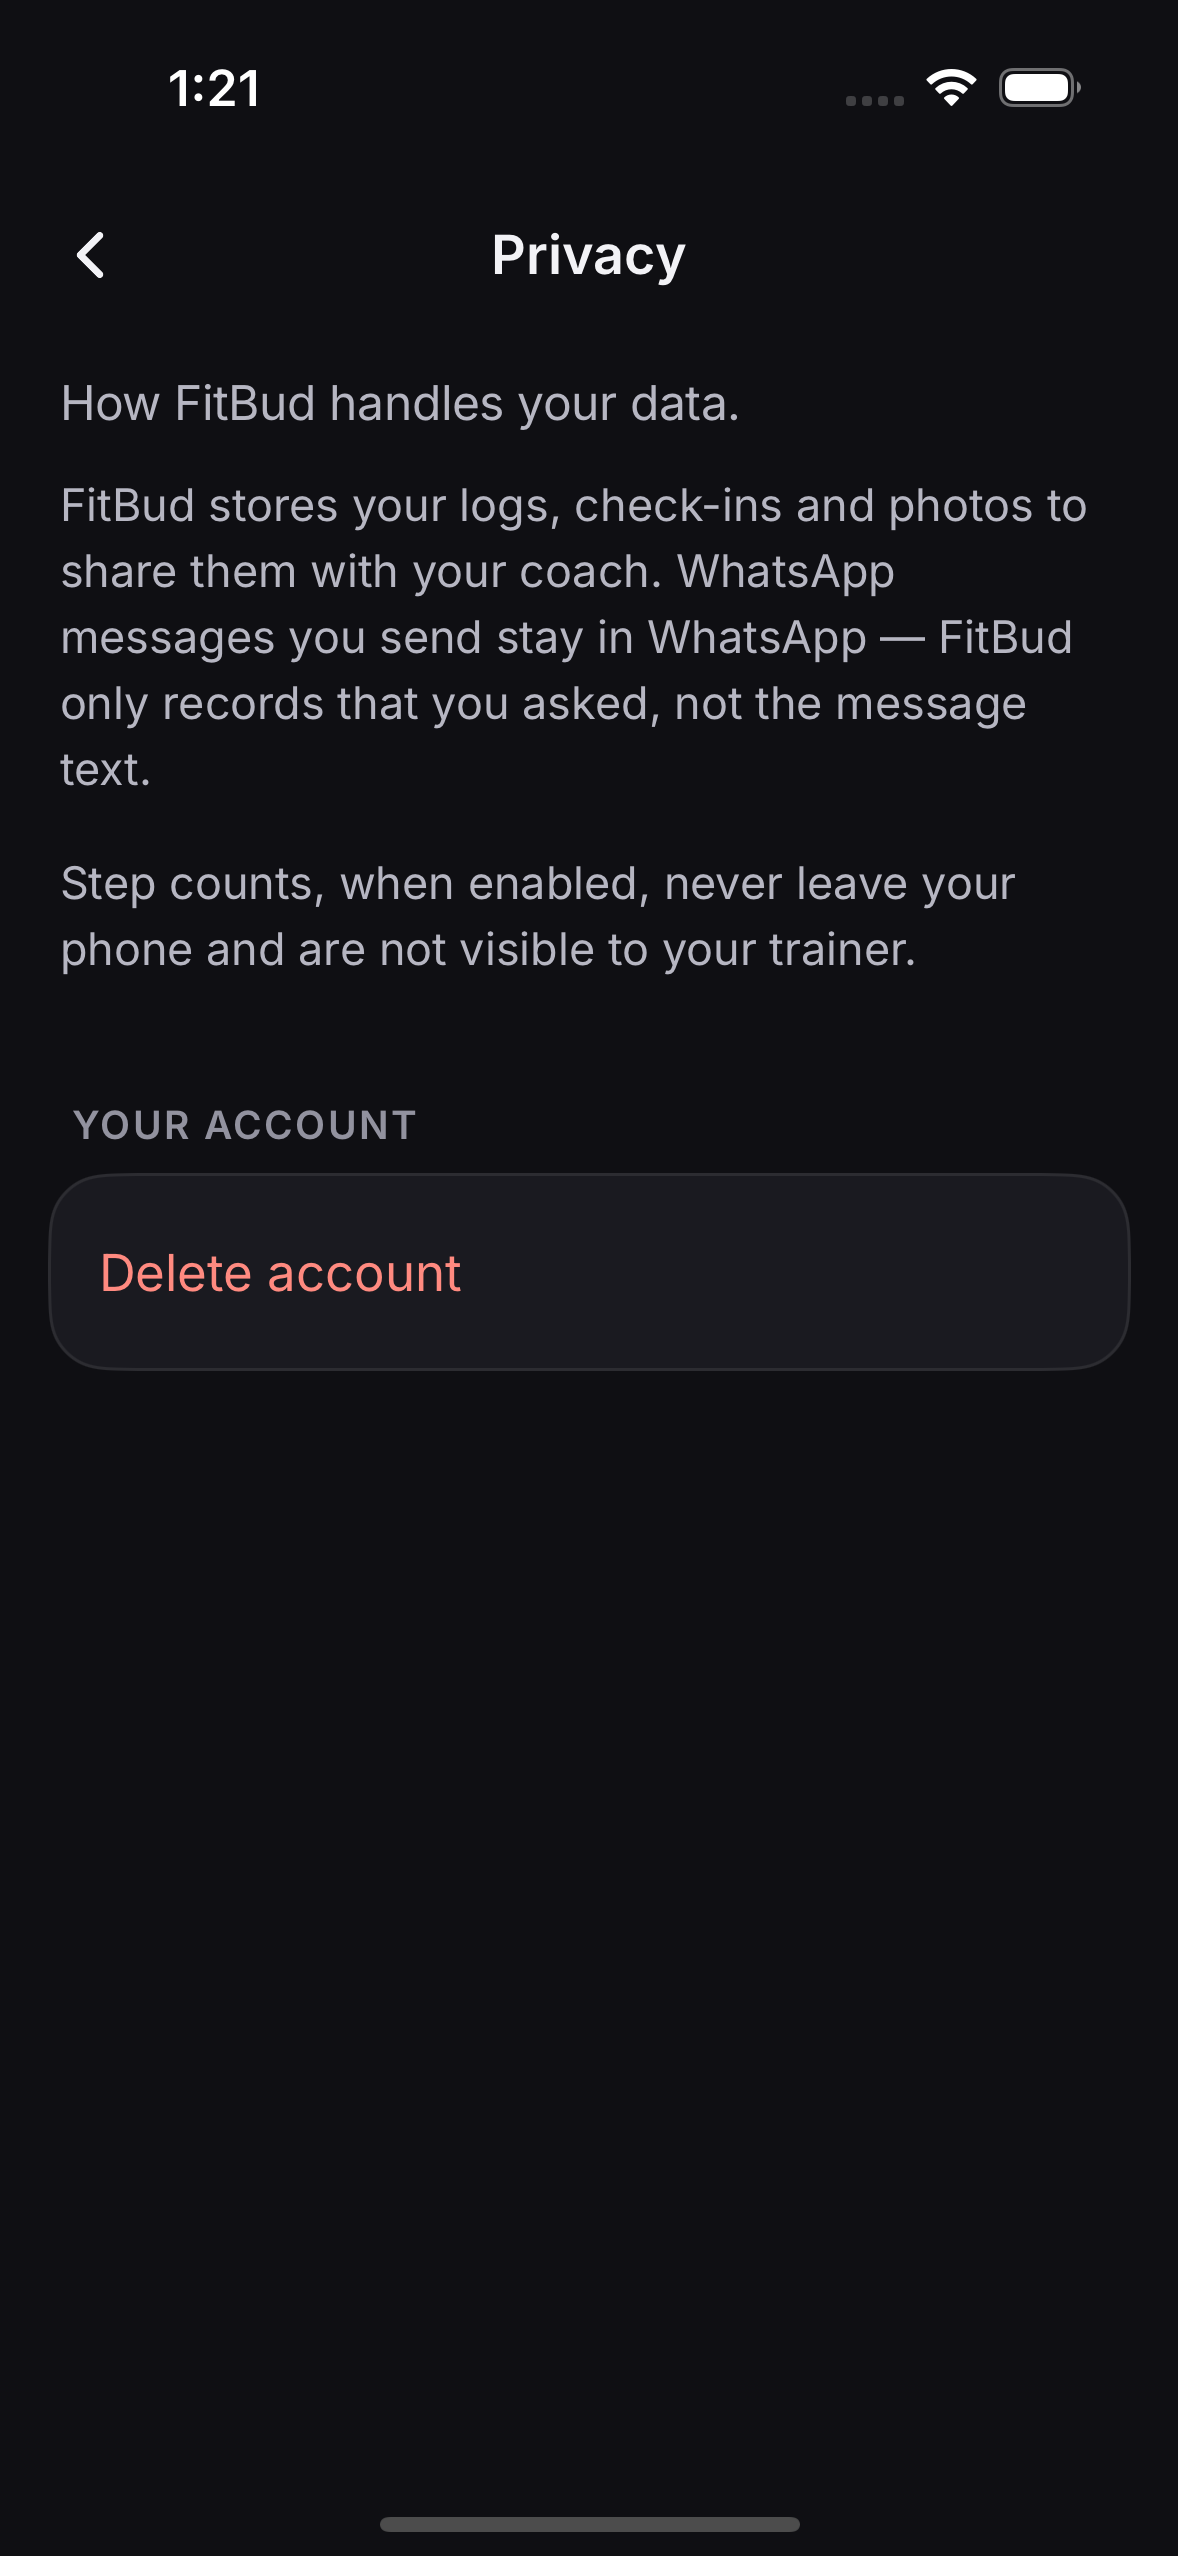 1:21
Privacy
How FitBud handles your data.
FitBud stores your logs, check-ins and photos to
share them with your coach. WhatsApp
messages you send stay in WhatsApp — FitBud
only records that you asked, not the message
text.
Step counts, when enabled, never leave your
phone and are not visible to your trainer.
YOUR ACCOUNT
Delete account